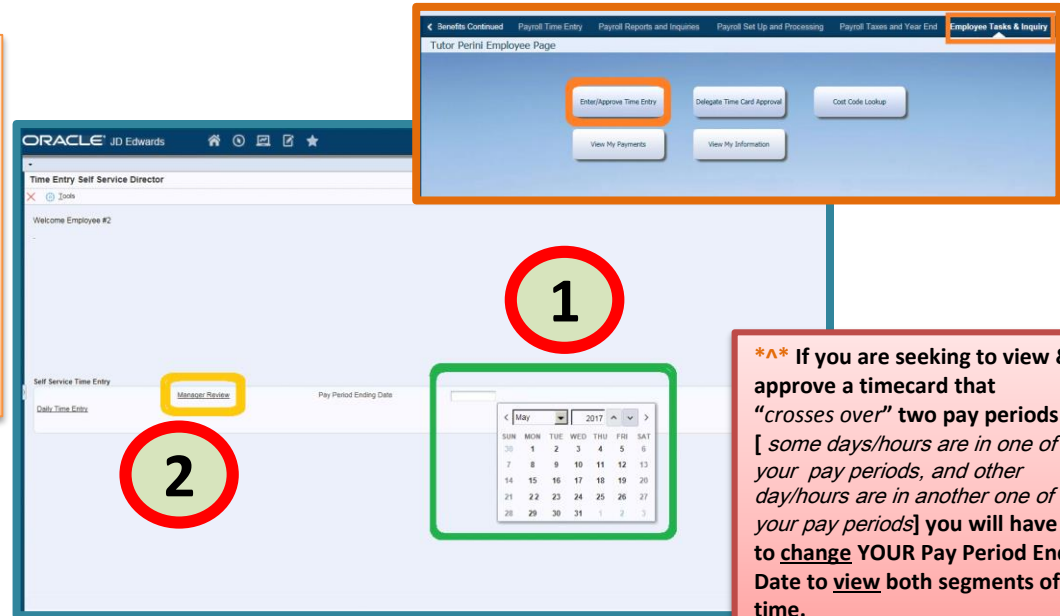 Benefits Continued Payroll Time Entry Payroll Reports and Inquiries Payroll Set Up and Processing Payroll Taxes and Year End Employee Tasks & Inquiry
Tutor Perini Employee Page
Enter/Approve Time Entry Delegate Time Card Approval Cost Code Lookup
View My Payments View My Information
ORACLE JD Edwards
Time Entry Self Service Director
Tools
Welcome Employee #2
1
Self Service Time Entry
Manager Review Pay Period Ending Date
Daily Time Entry
May 2017
SUN MON TUE WED THU FRI SAT
30 1 2 3 4 5 6
7 8 9 10 11 12 13
14 15 16 17 18 19 20
21 22 23 24 25 26 27
28 29 30 31 1 2 3
2
*^* If you are seeking to view &
approve a timecard that
“crosses over” two pay periods
[ some days/hours are in one of
your pay periods, and other
day/hours are in another one of
your pay periods] you will have
to change YOUR Pay Period End
Date to view both segments of
time.